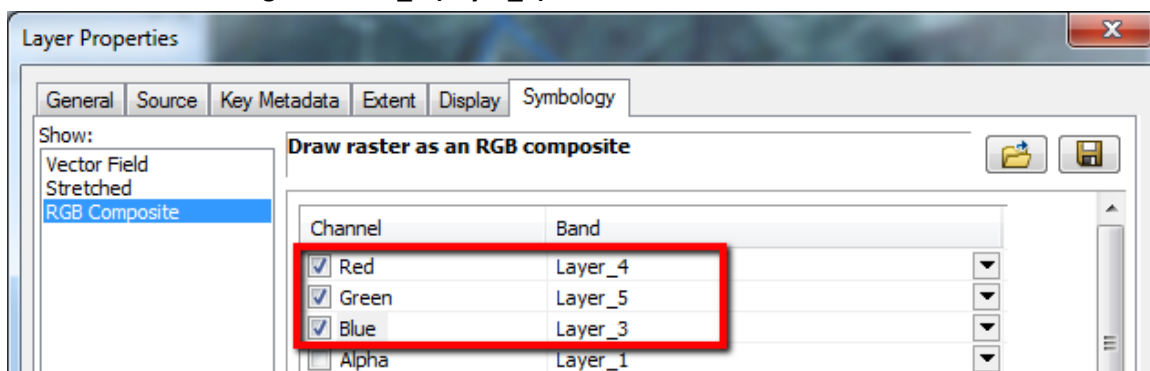 Layer Properties
General Source Key Metadata Extent Display Symbology
Show:
Vector Field
Stretched
RGB Composite
Draw raster as an RGB composite
Channel Band
Red Layer_4
Green Layer_5
Blue Layer_3
Alpha Layer_1